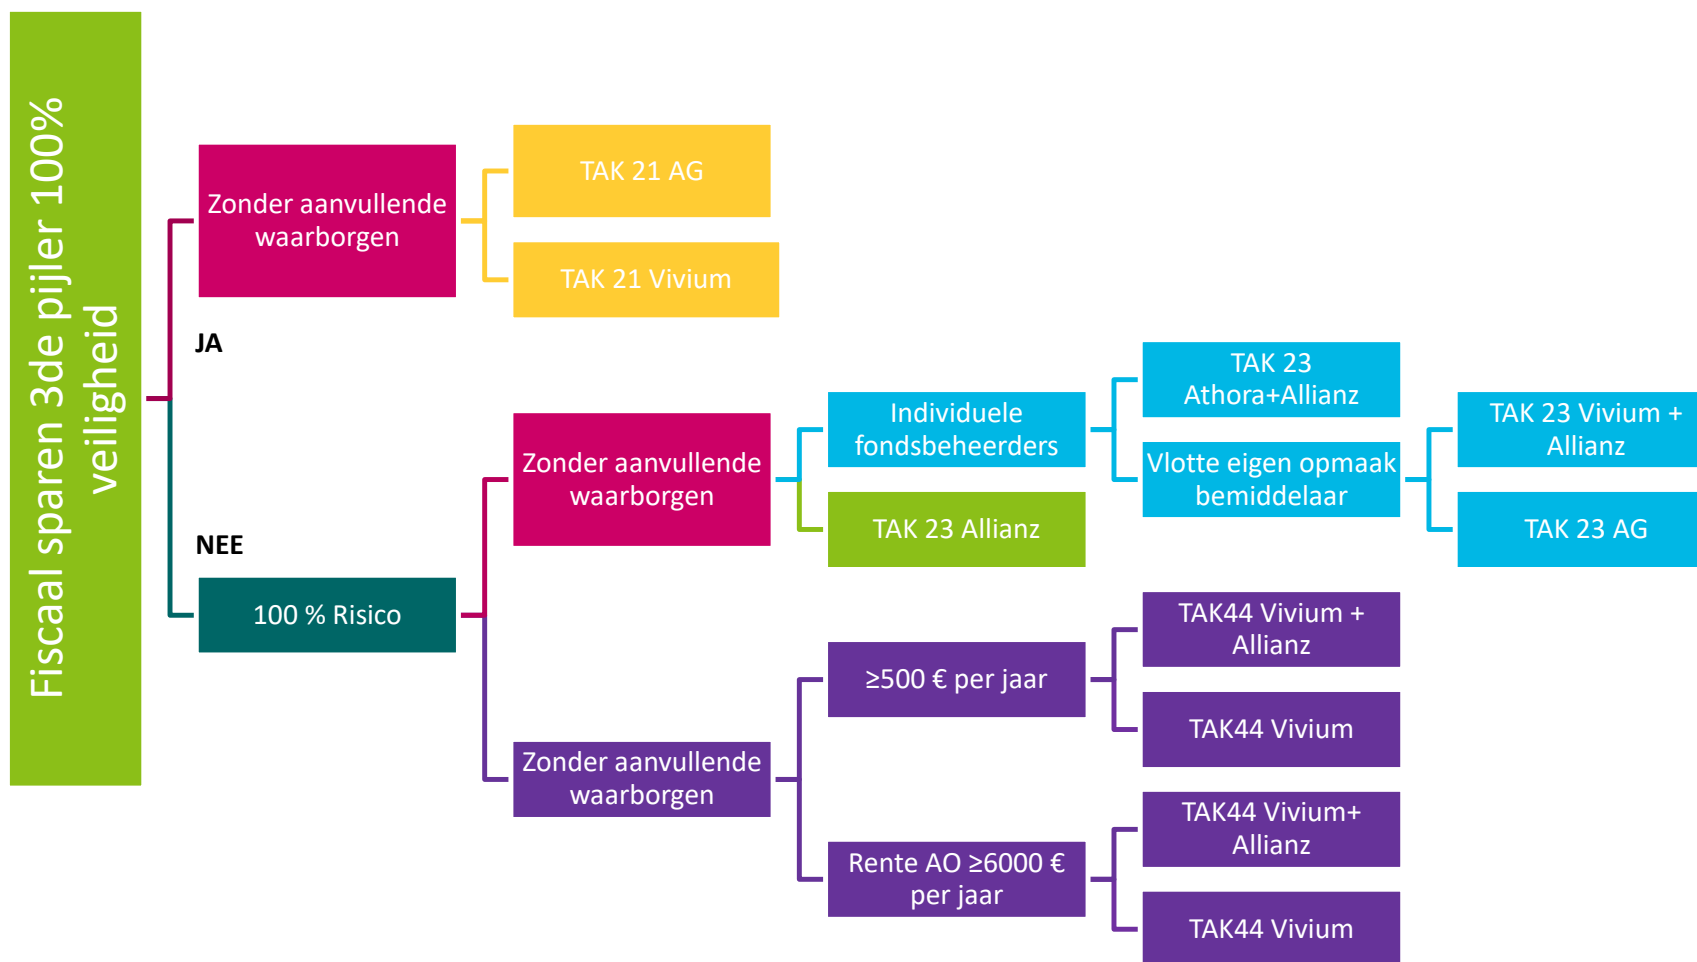 Fiscaal sparen 3de pijler 100%
veiligheid
Zonder aanvullende
waarborgen
TAK 21 AG
TAK 21 Vivium
JA
NEE
100 % Risico
Zonder aanvullende
waarborgen
Individuele
fondsbeheerders
TAK 23
Athora+Allianz
Vlotte eigen opmaak
bemiddelaar
TAK 23 Vivium +
Allianz
TAK 23 AG
TAK 23 Allianz
Zonder aanvullende
waarborgen
≥500 € per jaar
TAK44 Vivium +
Allianz
TAK44 Vivium
Rente AO ≥6000 €
per jaar
TAK44 Vivium+
Allianz
TAK44 Vivium